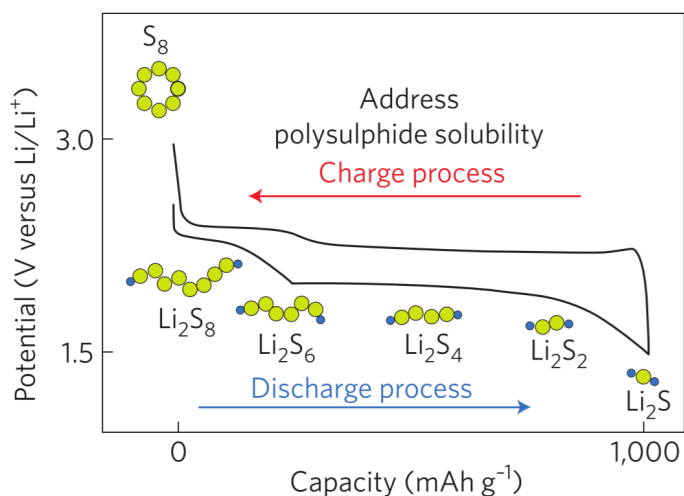 S₈
Address
polysulphide solubility
Charge process
3.0
Potential (V versus Li/Li⁺)
Li₂S₈
Li₂S₆
Li₂S₄
Li₂S₂
1.5
Li₂S
Discharge process
0
1,000
Capacity (mAh g⁻¹)